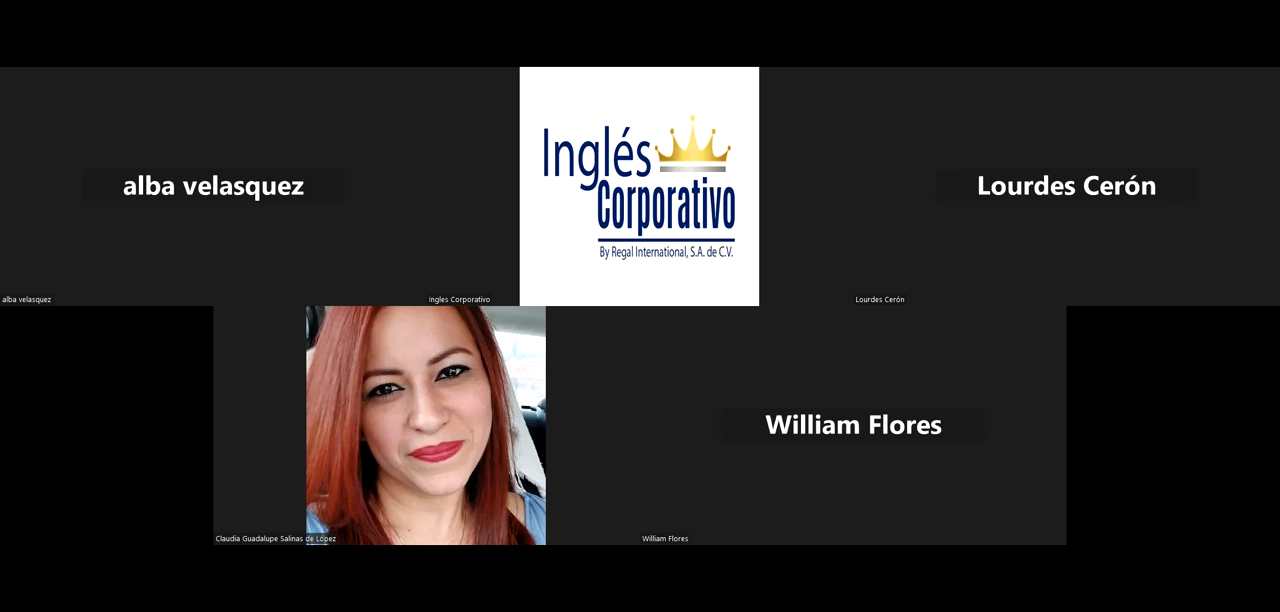 alba velasquez
Inglés
Corporativo
By Regal International, S.A. de C.V.
Lourdes Cerón
alba velasquez
Ingles Corporativo
Lourdes Cerón
William Flores
Claudia Guadalupe Salinas de López
William Flores